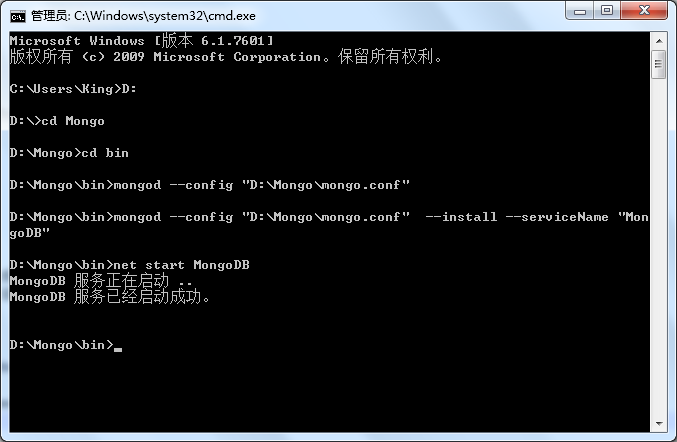 管理员: C:\Windows\system32\cmd.exe
Microsoft Windows [版本 6.1.7601]
版权所有 (c) 2009 Microsoft Corporation。保留所有权利。
C:\Users\King>D:
D:\>cd Mongo
D:\Mongo>cd bin
D:\Mongo\bin>mongod --config "D:\Mongo\mongo.conf"
D:\Mongo\bin>mongod --config "D:\Mongo\mongo.conf"  --install --serviceName "Mon
goDB"
D:\Mongo\bin>net start MongoDB
MongoDB 服务正在启动 ..
MongoDB 服务已经启动成功。
D:\Mongo\bin>